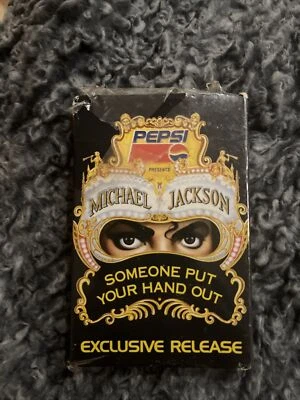 PEPSI
PRESENTS
MICHAEL JACKSON
SOMEONE PUT
YOUR HAND OUT
EXCLUSIVE RELEASE